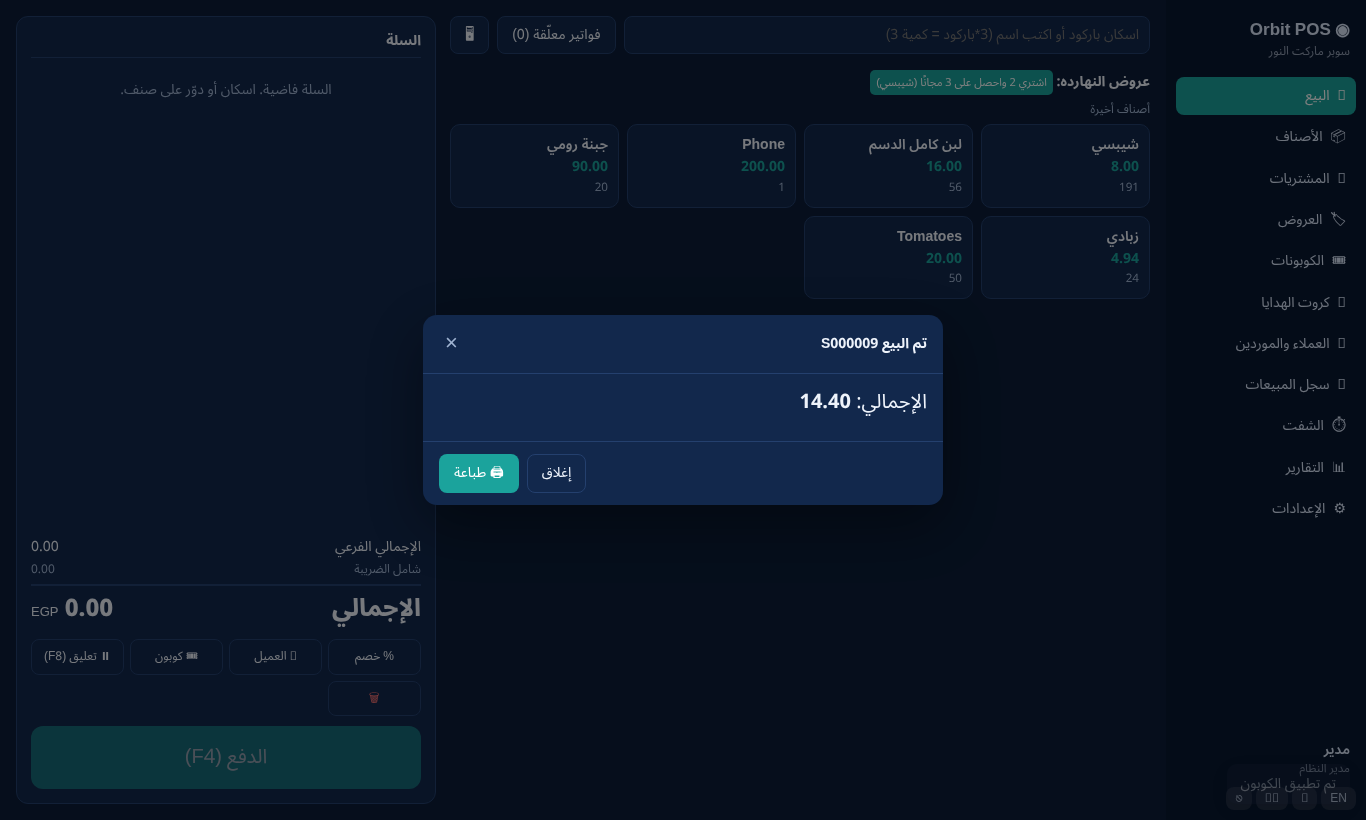 Orbit POS
سوبر ماركت النور
البيع
الأصناف
المشتريات
العروض
الكوبونات
كروت الهدايا
العملاء والموردين
سجل المبيعات
الشفت
التقارير
الإعدادات
مدير
مدير النظام
تم تطبيق الكوبون
EN
اسكان باركود أو اكتب اسم (3*باركود = كمية 3)
فواتير معلّقة (0)
عروض النهارده: اشتري 2 واحصل على 3 مجانًا (شيبسي)
أصناف أخيرة
شيبسي
8.00
191
لبن كامل الدسم
16.00
56
Phone
200.00
1
جبنة رومي
90.00
20
زبادي
4.94
24
Tomatoes
20.00
50
تم البيع S000009
×
الإجمالي: 14.40
إغلاق
طباعة
السلة
السلة فاضية. اسكان أو دوّر على صنف.
الإجمالي الفرعي 0.00
شامل الضريبة 0.00
الإجمالي 0.00 EGP
% خصم
العميل
كوبون
تعليق (F8)
الدفع (F4)